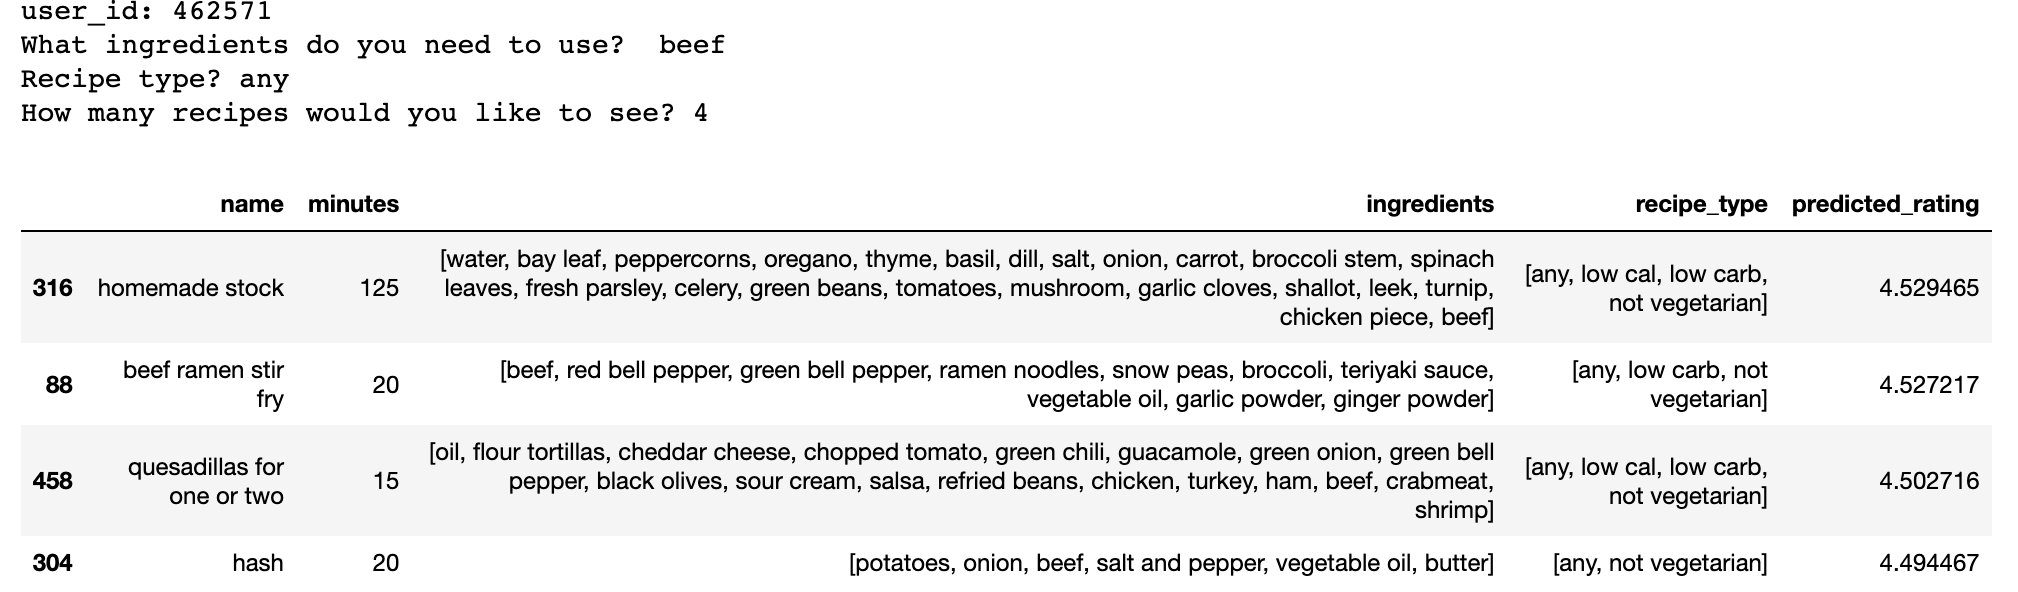 user_id: 462571
What ingredients do you need to use?  beef
Recipe type? any
How many recipes would you like to see? 4
name minutes ingredients recipe_type predicted_rating
316 homemade stock 125 [water, bay leaf, peppercorns, oregano, thyme, basil, dill, salt, onion, carrot, broccoli stem, spinach
leaves, fresh parsley, celery, green beans, tomatoes, mushroom, garlic cloves, shallot, leek, turnip,
chicken piece, beef] [any, low cal, low carb,
not vegetarian] 4.529465
88 beef ramen stir
fry 20 [beef, red bell pepper, green bell pepper, ramen noodles, snow peas, broccoli, teriyaki sauce,
vegetable oil, garlic powder, ginger powder] [any, low carb, not
vegetarian] 4.527217
458 quesadillas for
one or two 15 [oil, flour tortillas, cheddar cheese, chopped tomato, green chili, guacamole, green onion, green bell
pepper, black olives, sour cream, salsa, refried beans, chicken, turkey, ham, beef, crabmeat,
shrimp] [any, low cal, low carb,
not vegetarian] 4.502716
304 hash 20 [potatoes, onion, beef, salt and pepper, vegetable oil, butter] [any, not vegetarian] 4.494467